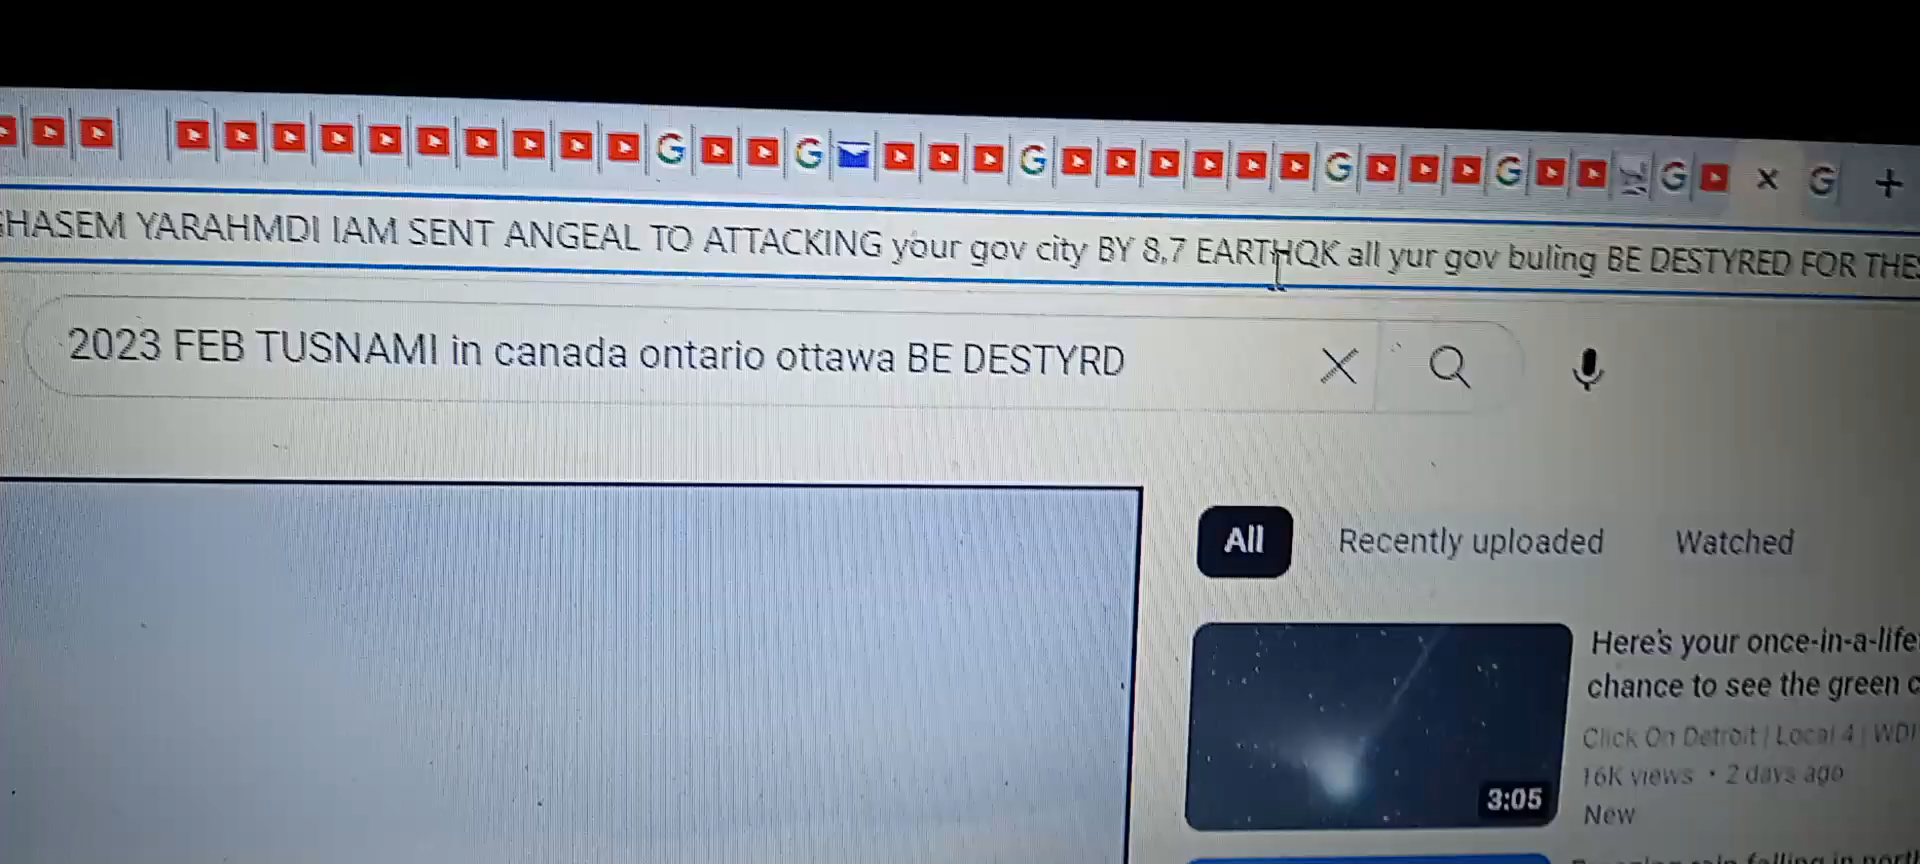 HASEM YARAHMDI IAM SENT ANGEAL TO ATTACKING your gov city BY 8,7 EARTHQK all yur gov buling BE DESTYRED FOR THES
2023 FEB TUSNAMI in canada ontario ottawa BE DESTYRD
All Recently uploaded Watched
Here's your once-in-a-life
chance to see the green c
Click On Detroit | Local 4 | WDI
16K views • 2 days ago
3:05
New